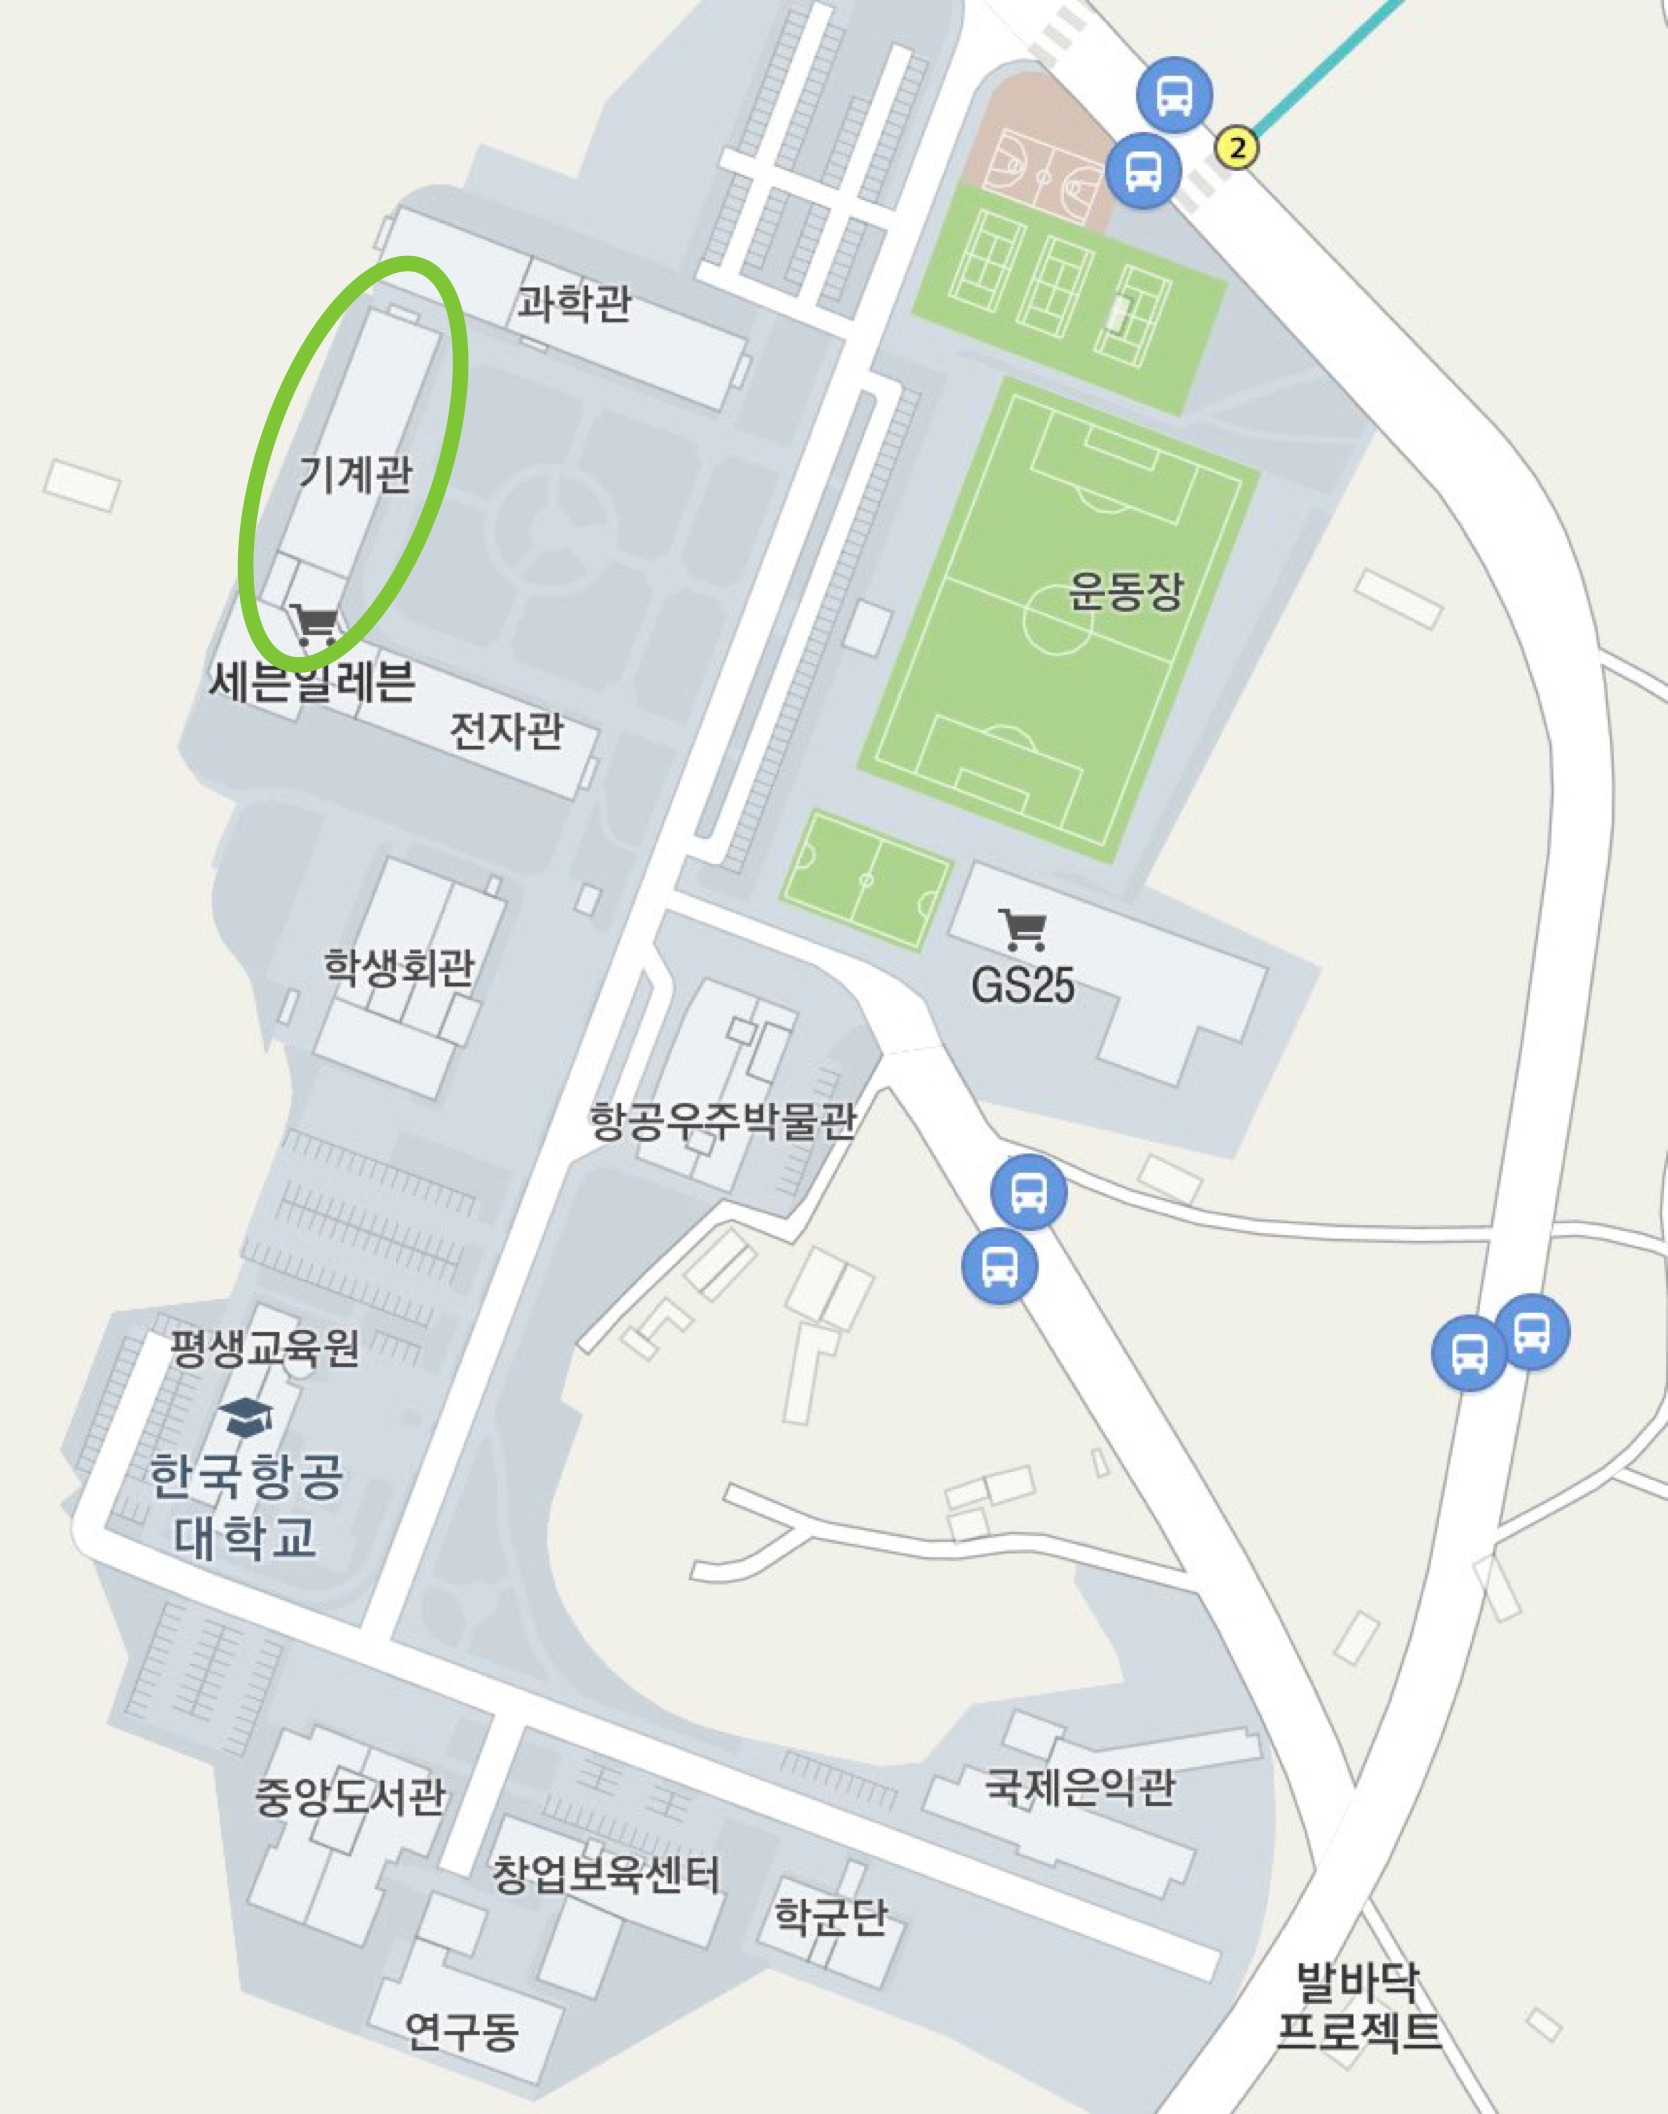 2
과학관
기계관
운동장
세븐일레븐
전자관
학생회관
GS25
항공우주박물관
평생교육원
한국항공
대학교
중앙도서관
국제은익관
창업보육센터
학군단
발바닥
프로젝트
연구동